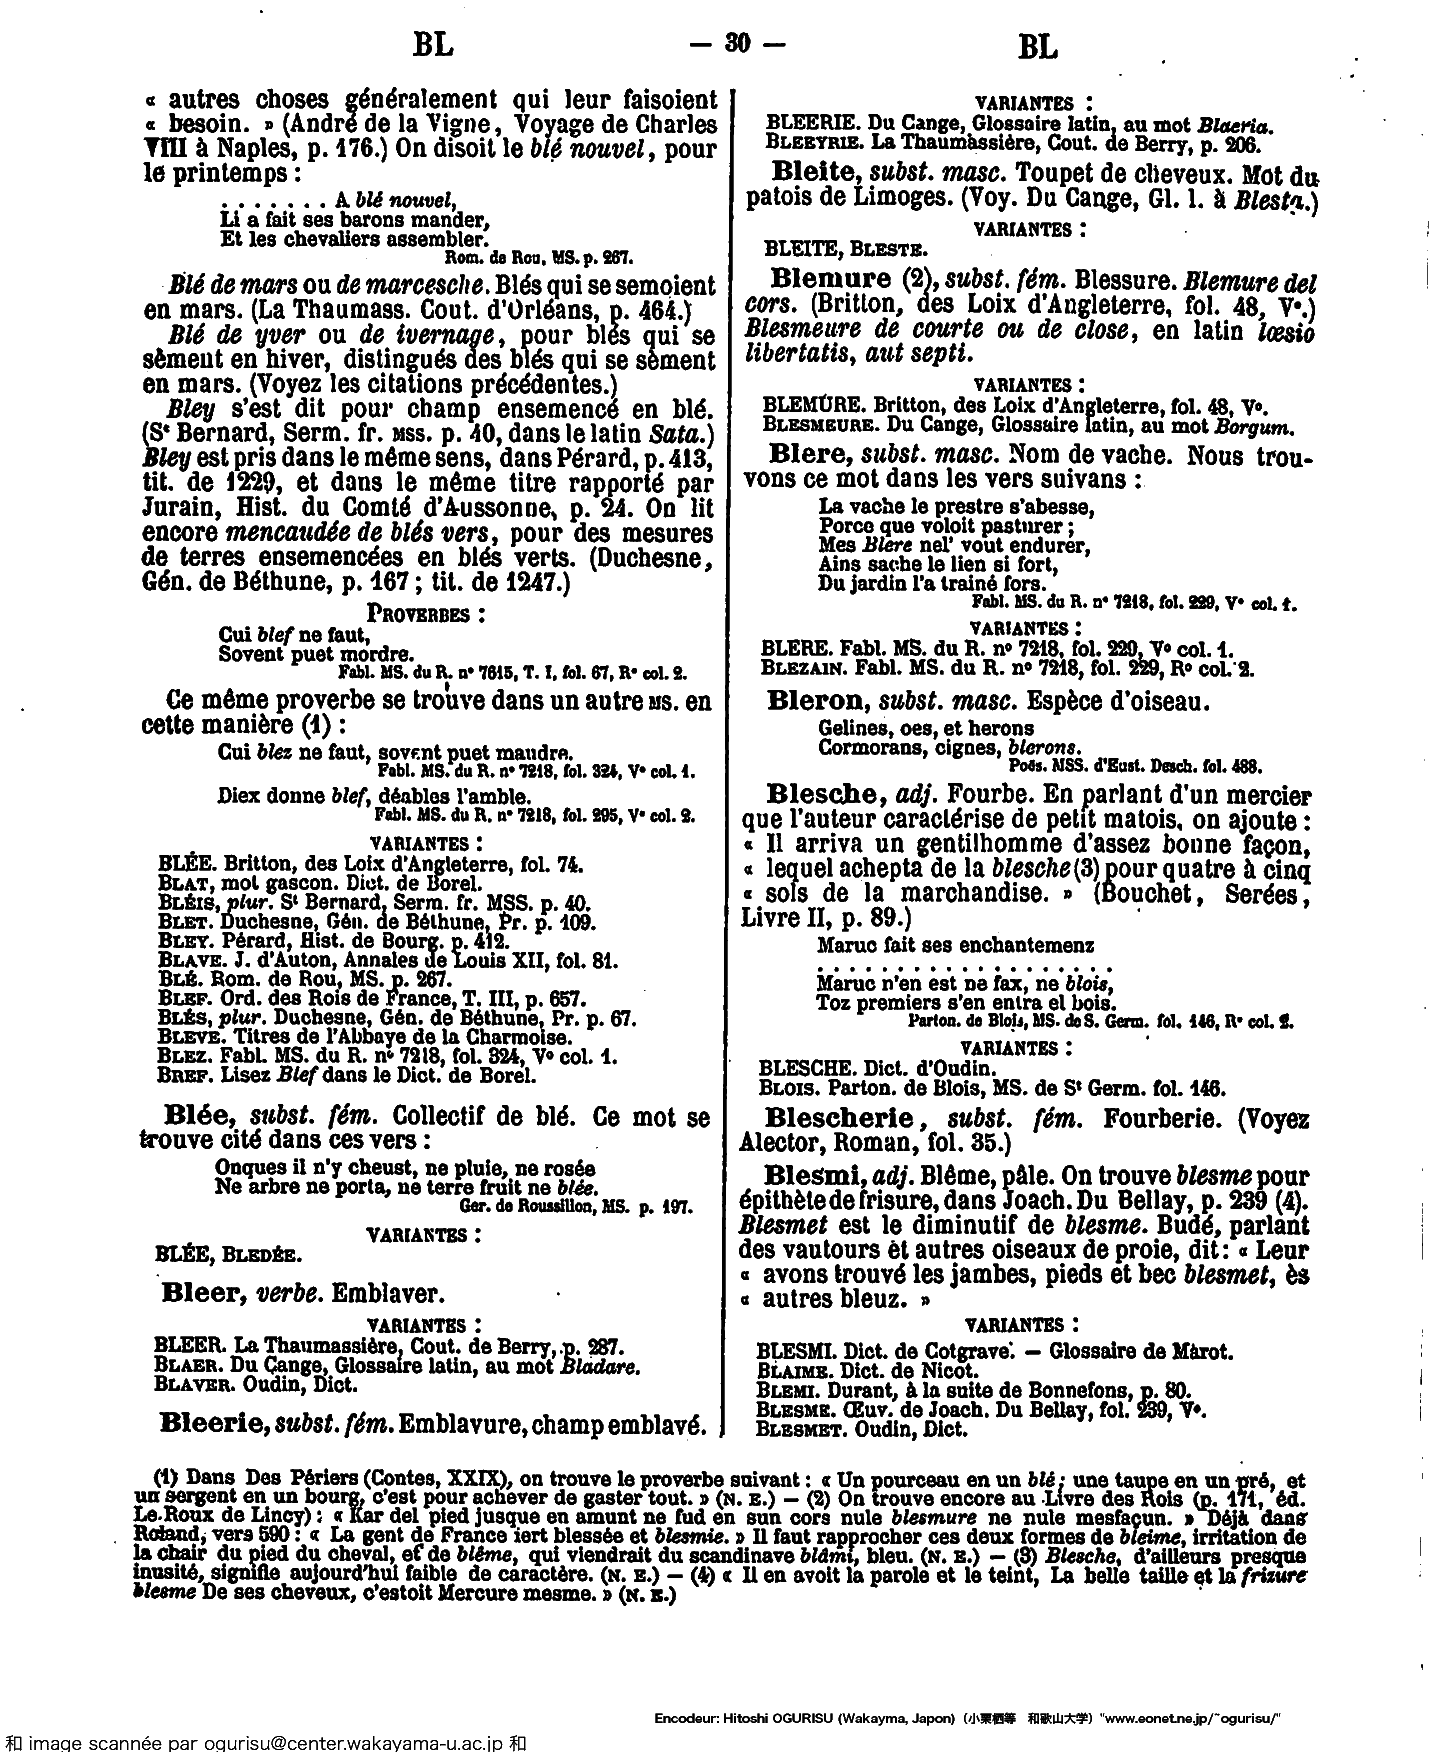 BL — 30 — BL
« autres choses généralement qui leur faisoient
« besoin. » (André de la Vigne, Voyage de Charles
VIII à Naples, p. 176.) On disoit le blé nouvel, pour
le printemps :
. . . . . . . A blé nouvel,
Li a fait ses barons mander,
Et les chevaliers assembler.
Rom. de Rou, MS. p. 267.
Blé de mars ou de marcesche. Blés qui se semoient
en mars. (La Thaumass. Cout. d'Orléans, p. 464.)
Blé de yver ou de ivernage, pour blés qui se
sèment en hiver, distingués des blés qui se sèment
en mars. (Voyez les citations précédentes.)
Bley s'est dit pour champ ensemencé en blé.
(St Bernard, Serm. fr. MSS. p. 40, dans le latin Sata.)
Bley est pris dans le même sens, dans Pérard, p. 413,
tit. de 1229, et dans le même titre rapporté par
Jurain, Hist. du Comté d'Aussonne, p. 24. On lit
encore mencaudée de blés vers, pour des mesures
de terres ensemencées en blés verts. (Duchesne,
Gén. de Béthune, p. 167 ; tit. de 1247.)
PROVERBES :
Cui blef ne faut,
Sovent puet mordre.
Fabl. MS. du R. n° 7615, T. I, fol. 67, R° col. 2.
Ce même proverbe se trouve dans un autre MS. en
cette manière (1) :
Cui blez ne faut, sovent puet maudre.
Fabl. MS. du R. n° 7218, fol. 324, V° col. 1.
Diex donne blef, déables l'amble.
Fabl. MS. du R. n° 7218, fol. 295, V° col. 2.
VARIANTES :
BLÉE. Britton, des Loix d'Angleterre, fol. 74.
BLAT, mot gascon. Dict. de Borel.
BLÉIS, plur. St Bernard, Serm. fr. MSS. p. 40.
BLET. Duchesne, Gén. de Béthune, Pr. p. 109.
BLEY. Pérard, Hist. de Bourg. p. 412.
BLAVE. J. d'Auton, Annales de Louis XII, fol. 81.
BLÉ. Rom. de Rou, MS. p. 267.
BLEF. Ord. des Rois de France, T. III, p. 657.
BLÉS, plur. Duchesne, Gén. de Béthune, Pr. p. 67.
BLEVE. Titres de l'Abbaye de la Charmoise.
BLEZ. Fabl. MS. du R. n° 7218, fol. 324, V° col. 1.
BREF. Lisez Blef dans le Dict. de Borel.
Blée, subst. fém. Collectif de blé. Ce mot se
trouve cité dans ces vers :
Onques il n'y cheust, ne pluie, ne rosée
Ne arbre ne porta, ne terre fruit ne blée.
Ger. de Roussillon, MS. p. 197.
VARIANTES :
BLÉE, BLEDÉE.
Bleer, verbe. Emblaver.
VARIANTES :
BLEER. La Thaumassière, Cout. de Berry, p. 287.
BLAER. Du Cange, Glossaire latin, au mot Bladare.
BLAVER. Oudin, Dict.
Bleerie, subst. fém. Emblavure, champ emblavé.
VARIANTES :
BLEERIE. Du Cange, Glossaire latin, au mot Blaeria.
BLEEYRIE. La Thaumassière, Cout. de Berry, p. 206.
Bleite, subst. masc. Toupet de cheveux. Mot du
patois de Limoges. (Voy. Du Cange, Gl. l. à Blesta.)
VARIANTES :
BLEITE, BLESTE.
Blemure (2), subst. fém. Blessure. Blemure del
cors. (Britton, des Loix d'Angleterre, fol. 48, V°.)
Blesmeure de courte ou de close, en latin lœsio
libertatis, aut septi.
VARIANTES :
BLEMURE. Britton, des Loix d'Angleterre, fol. 48, V°.
BLESMEURE. Du Cange, Glossaire latin, au mot Borgum.
Blere, subst. masc. Nom de vache. Nous trou-
vons ce mot dans les vers suivans :
La vache le prestre s'abesse,
Porce que voloit pasturer ;
Mes Blere nel' vout endurer,
Ains sache le lien si fort,
Du jardin l'a trainé fors.
Fabl. MS. du R. n° 7218, fol. 229, V° col. 1.
VARIANTES :
BLERE. Fabl. MS. du R. n° 7218, fol. 229, V° col. 1.
BLEZAIN. Fabl. MS. du R. n° 7218, fol. 229, R° col. 2.
Bleron, subst. masc. Espèce d'oiseau.
Gelines, oes, et herons
Cormorans, cignes, blerons.
Poés. MSS. d'Eust. Desch. fol. 488.
Blesche, adj. Fourbe. En parlant d'un mercier
que l'auteur caractérise de petit matois, on ajoute :
« Il arriva un gentilhomme d'assez bonne façon,
« lequel achepta de la blesche (3) pour quatre à cinq
« sols de la marchandise. » (Bouchet, Serées,
Livre II, p. 89.)
Maruc fait ses enchantemenz
. . . . . . . . . . . . . . . . . . .
Maruc n'en est ne fax, ne blois,
Toz premiers s'en entra el bois.
Parton. de Blois, MS. de S. Germ. fol. 146, R° col. 2.
VARIANTES :
BLESCHE. Dict. d'Oudin.
BLOIS. Parton. de Blois, MS. de St Germ. fol. 146.
Blescherie, subst. fém. Fourberie. (Voyez
Alector, Roman, fol. 35.)
Blesmi, adj. Blême, pâle. On trouve blesme pour
épithète de frisure, dans Joach. Du Bellay, p. 239 (4).
Blesmet est le diminutif de blesme. Budé, parlant
des vautours et autres oiseaux de proie, dit : « Leur
« avons trouvé les jambes, pieds et bec blesmet, ès
« autres bleuz. »
VARIANTES :
BLESMI. Dict. de Cotgrave. — Glossaire de Marot.
BLAIME. Dict. de Nicot.
BLEMI. Durant, à la suite de Bonnefons, p. 80.
BLESME. Œuv. de Joach. Du Bellay, fol. 239, V°.
BLESMET. Oudin, Dict.
(1) Dans Des Périers (Contes, XXIX), on trouve le proverbe suivant : « Un pourceau en un blé ; une taupe en un pré, et
un sergent en un bourg, c'est pour achever de gaster tout. » (N. E.) — (2) On trouve encore au Livre des Rois (p. 171, éd.
Le Roux de Lincy) : « Kar del pied jusque en amunt ne fud en sun cors nule blesmure ne nule mesfaçun. » Déjà dans
Roland, vers 590 : « La gent de France iert blessée et blesmie. » Il faut rapprocher ces deux formes de bleime, irritation de
la chair du pied du cheval, et de blême, qui viendrait du scandinave blâmi, bleu. (N. E.) — (3) Blesche, d'ailleurs presque
inusité, signifie aujourd'hui faible de caractère. (N. E.) — (4) « Il en avoit la parole et le teint, La belle taille et la frizure
blesme De ses cheveux, c'estoit Mercure mesme. » (N. E.)
Encodeur: Hitoshi OGURISU (Wakayma, Japon) (小栗栖等 和歌山大学) "www.eonet.ne.jp/~ogurisu/"
和 image scannée par ogurisu@center.wakayama-u.ac.jp 和